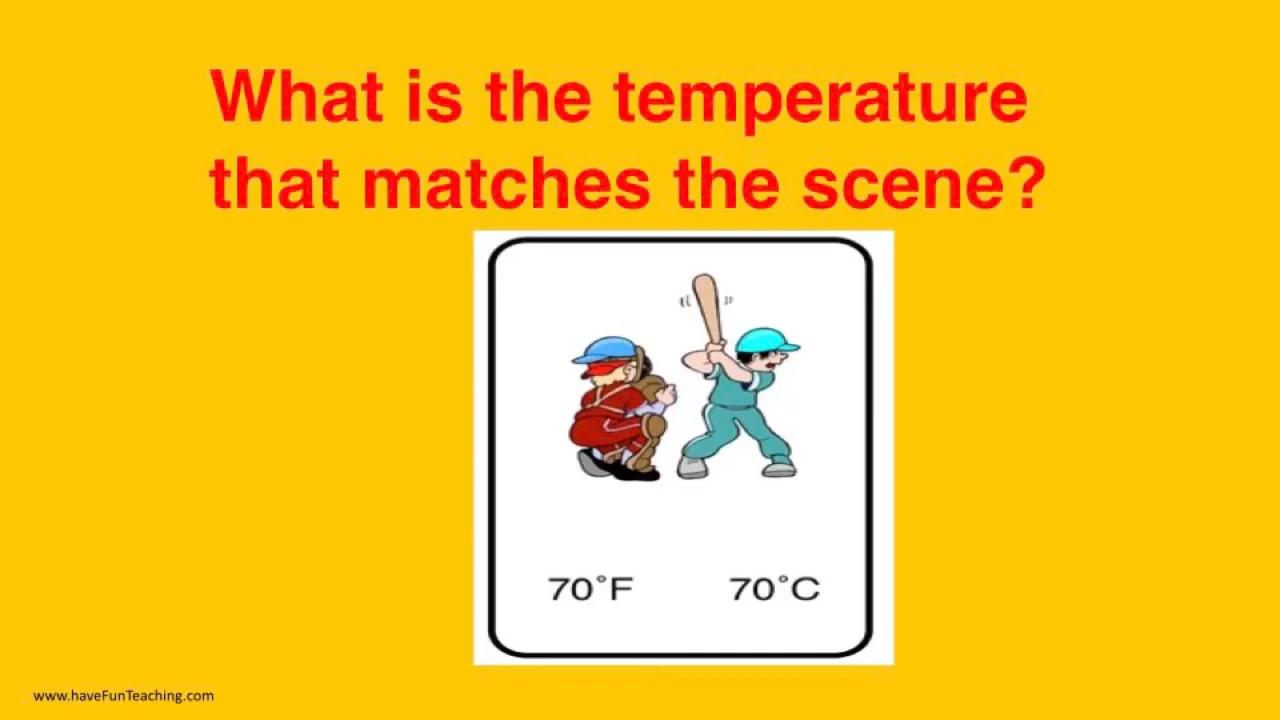 What is the temperature
that matches the scene?
70°F 70°C
www.haveFunTeaching.com